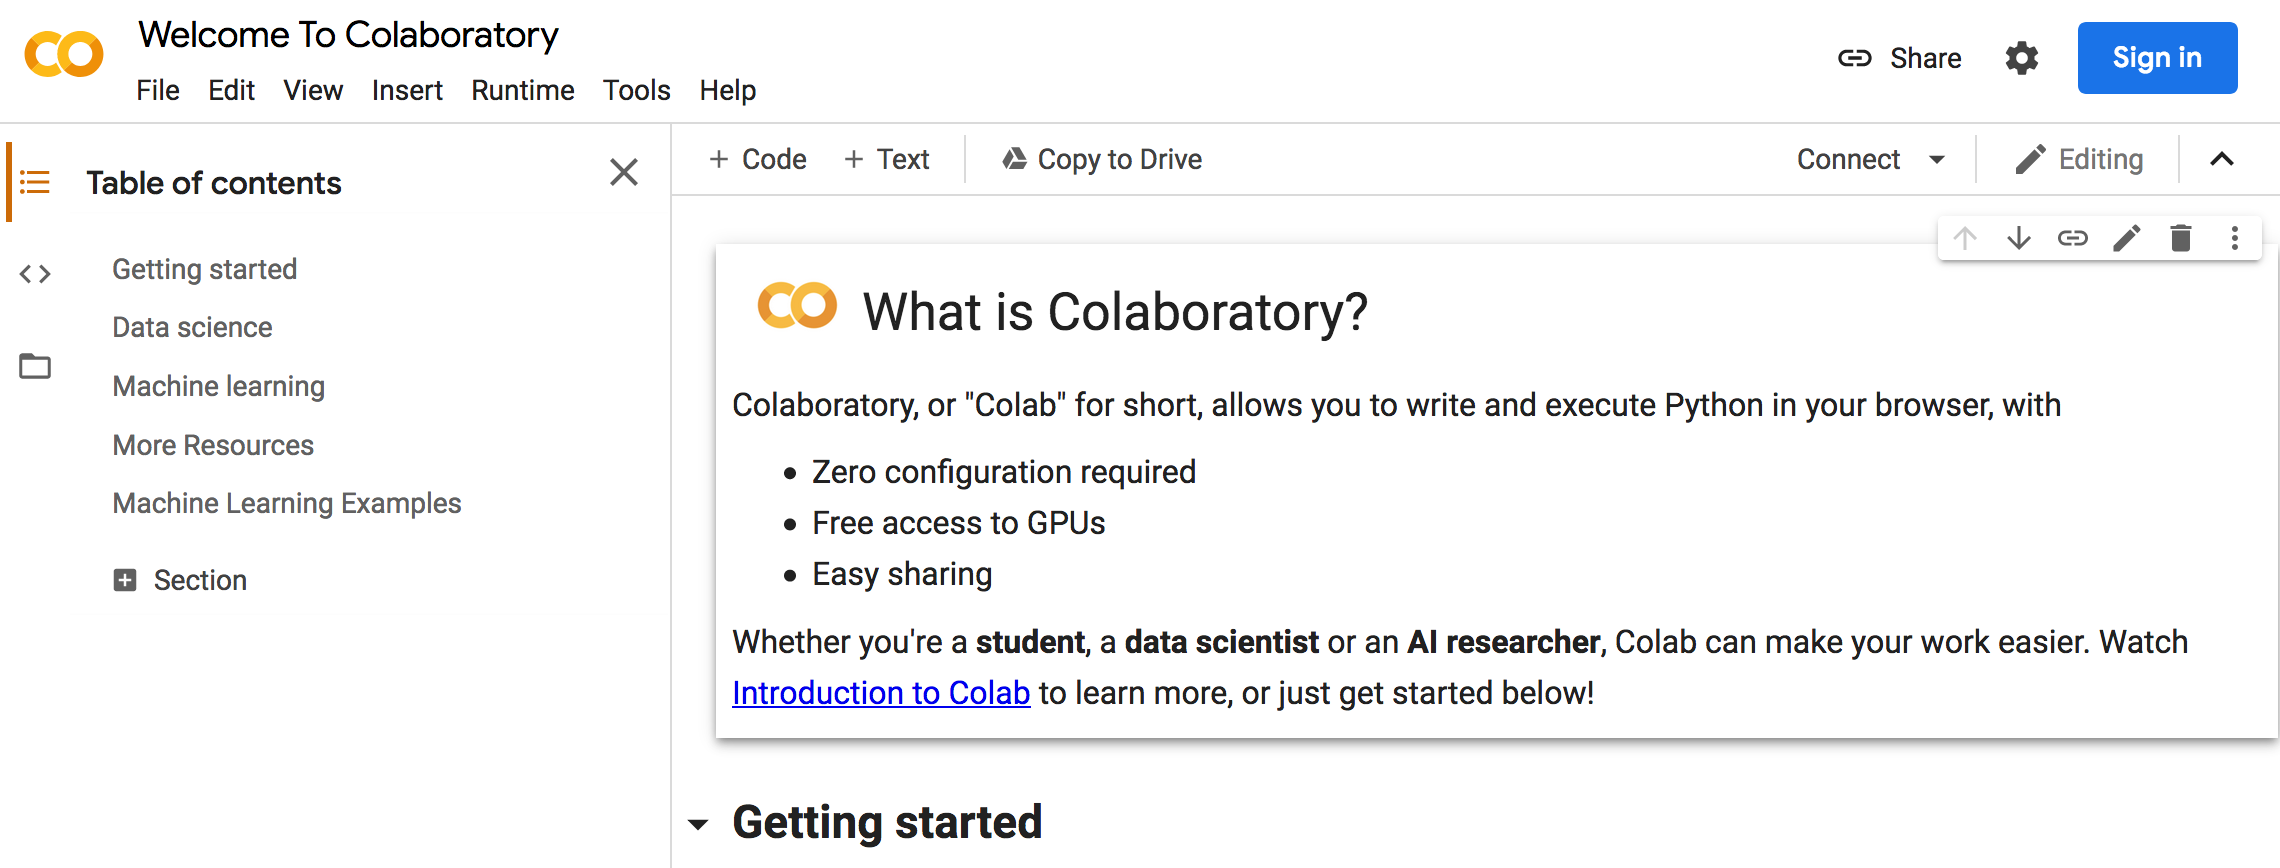 Welcome To Colaboratory
File Edit View Insert Runtime Tools Help
Share
Sign in
Table of contents
Getting started
Data science
Machine learning
More Resources
Machine Learning Examples
Section
+ Code + Text Copy to Drive Connect Editing
What is Colaboratory?
Colaboratory, or "Colab" for short, allows you to write and execute Python in your browser, with
• Zero configuration required
• Free access to GPUs
• Easy sharing
Whether you're a student, a data scientist or an AI researcher, Colab can make your work easier. Watch
Introduction to Colab to learn more, or just get started below!
Getting started